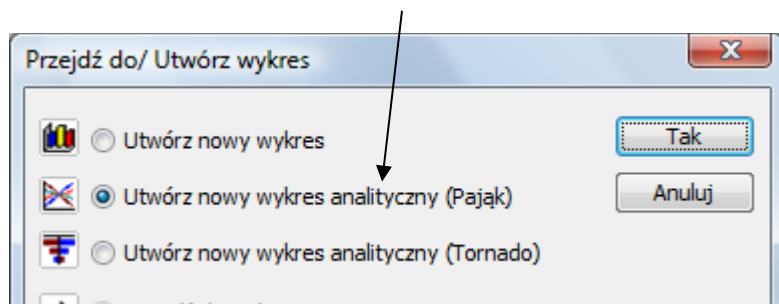 Przejdź do/ Utwórz wykres
Utwórz nowy wykres
Tak
Utwórz nowy wykres analityczny (Pająk)
Anuluj
Utwórz nowy wykres analityczny (Tornado)